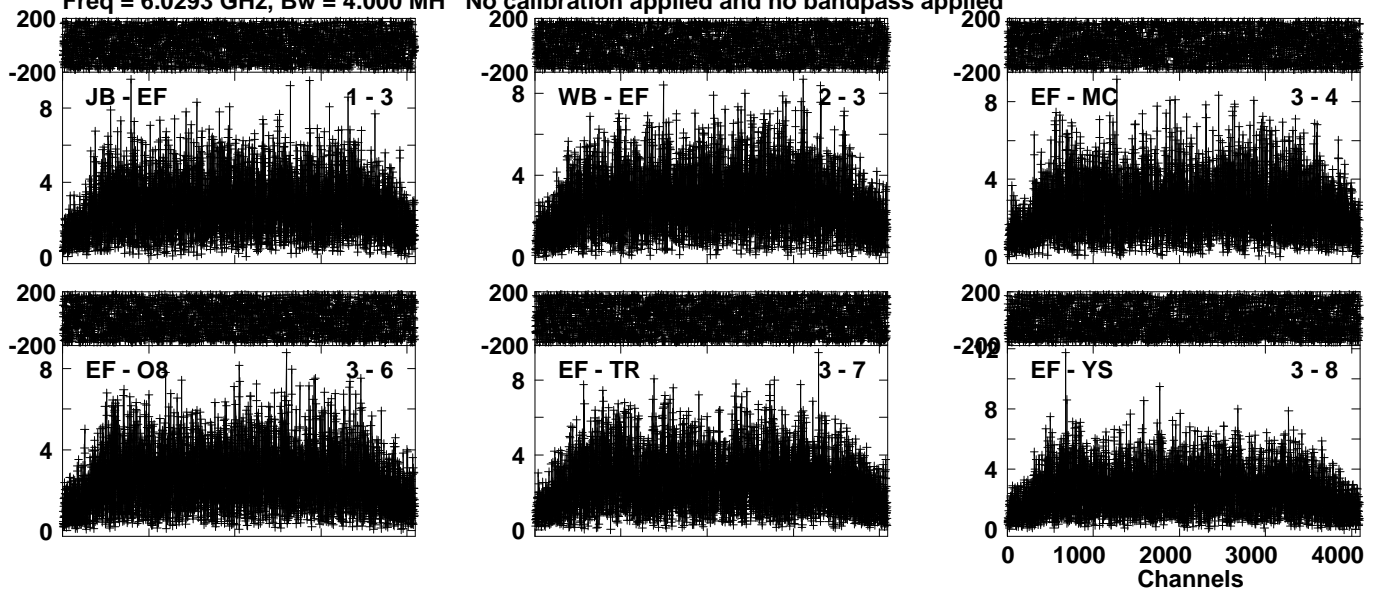 Freq = 6.0293 GHz, Bw = 4.000 MH No calibration applied and no bandpass applied
200 200 200
-200 -200 -200
JB - EF 1 - 3 WB - EF 2 - 3 EF - MC 3 - 4
8 8 8
4 4 4
0 0 0
200 200 200
-200 -200 -200
12
EF - O8 3 - 6 EF - TR 3 - 7 EF - YS 3 - 8
8 8 8
4 4 4
0 0 0
0 1000 2000 3000 4000
Channels